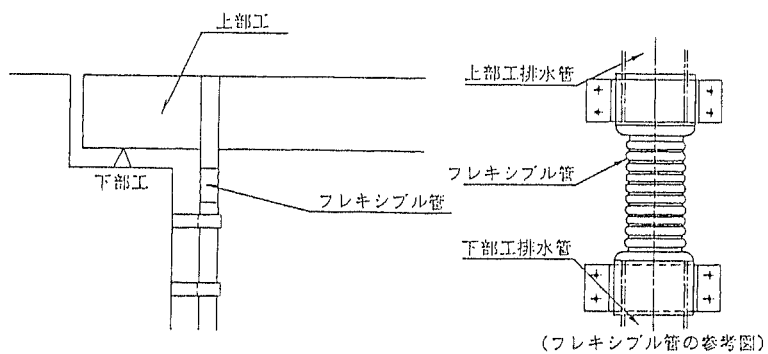 上部工
下部工
フレキシブル管
上部工排水管
フレキシブル管
下部工排水管
(フレキシブル管の参考図)